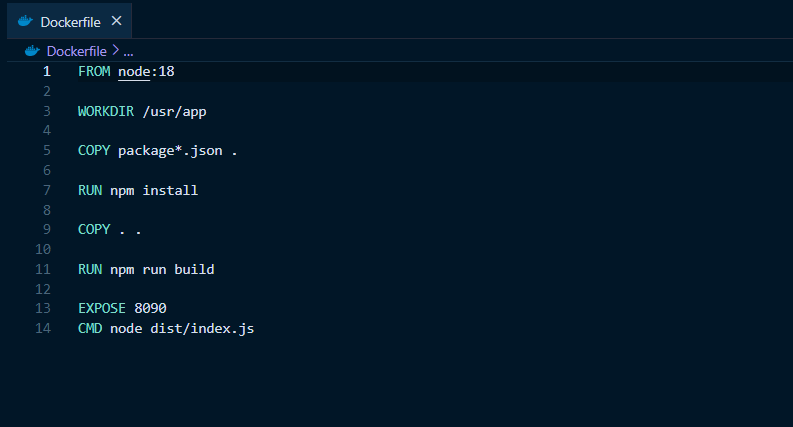 Dockerfile ×
Dockerfile > ...
1 FROM node:18
2
3 WORKDIR /usr/app
4
5 COPY package*.json .
6
7 RUN npm install
8
9 COPY . .
10
11 RUN npm run build
12
13 EXPOSE 8090
14 CMD node dist/index.js